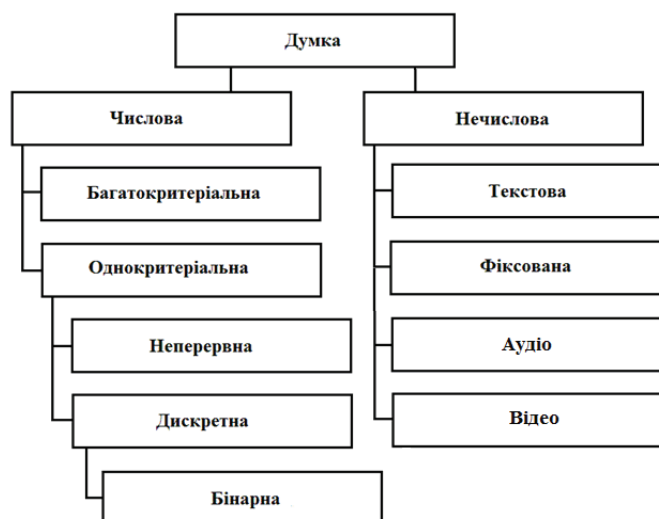 Думка
Числова
Нечислова
Багатокритеріальна
Текстова
Однокритеріальна
Фіксована
Неперервна
Аудіо
Дискретна
Відео
Бінарна